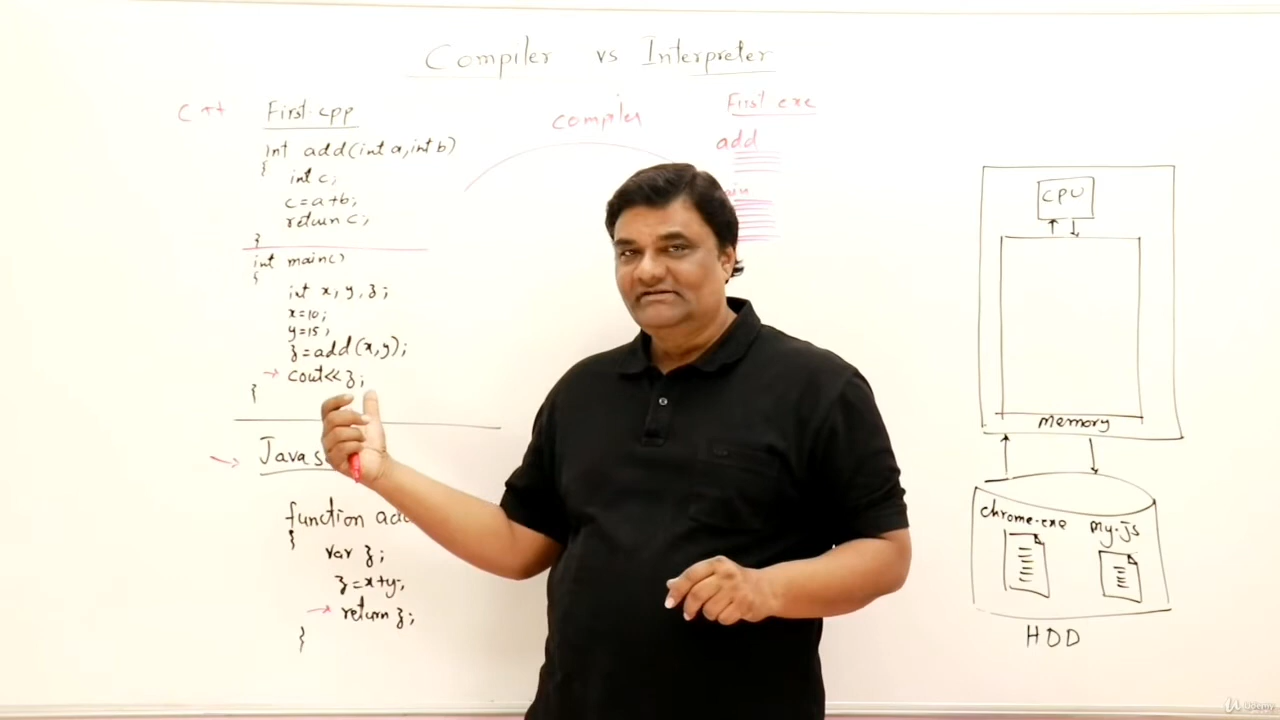 Compiler vs Interpreter
C++
First.cpp
int add(int a,int b)
{
int c;
c=a+b;
return c;
}
int main()
{
int x, y, z;
x=10;
y=15;
z=add(x,y);
cout<<z;
}
compiler
First exe
add
function
{
var z;
z=x+y;
return z;
}
CPU
memory
chrome.exe
my.js
HDD
Udemy